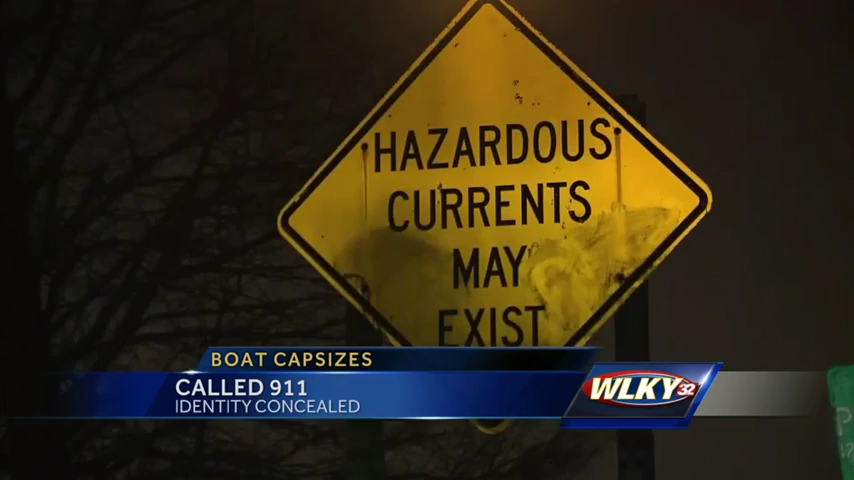 HAZARDOUS
CURRENTS
MAY
EXIST
BOAT CAPSIZES
CALLED 911
IDENTITY CONCEALED
WLKY 32